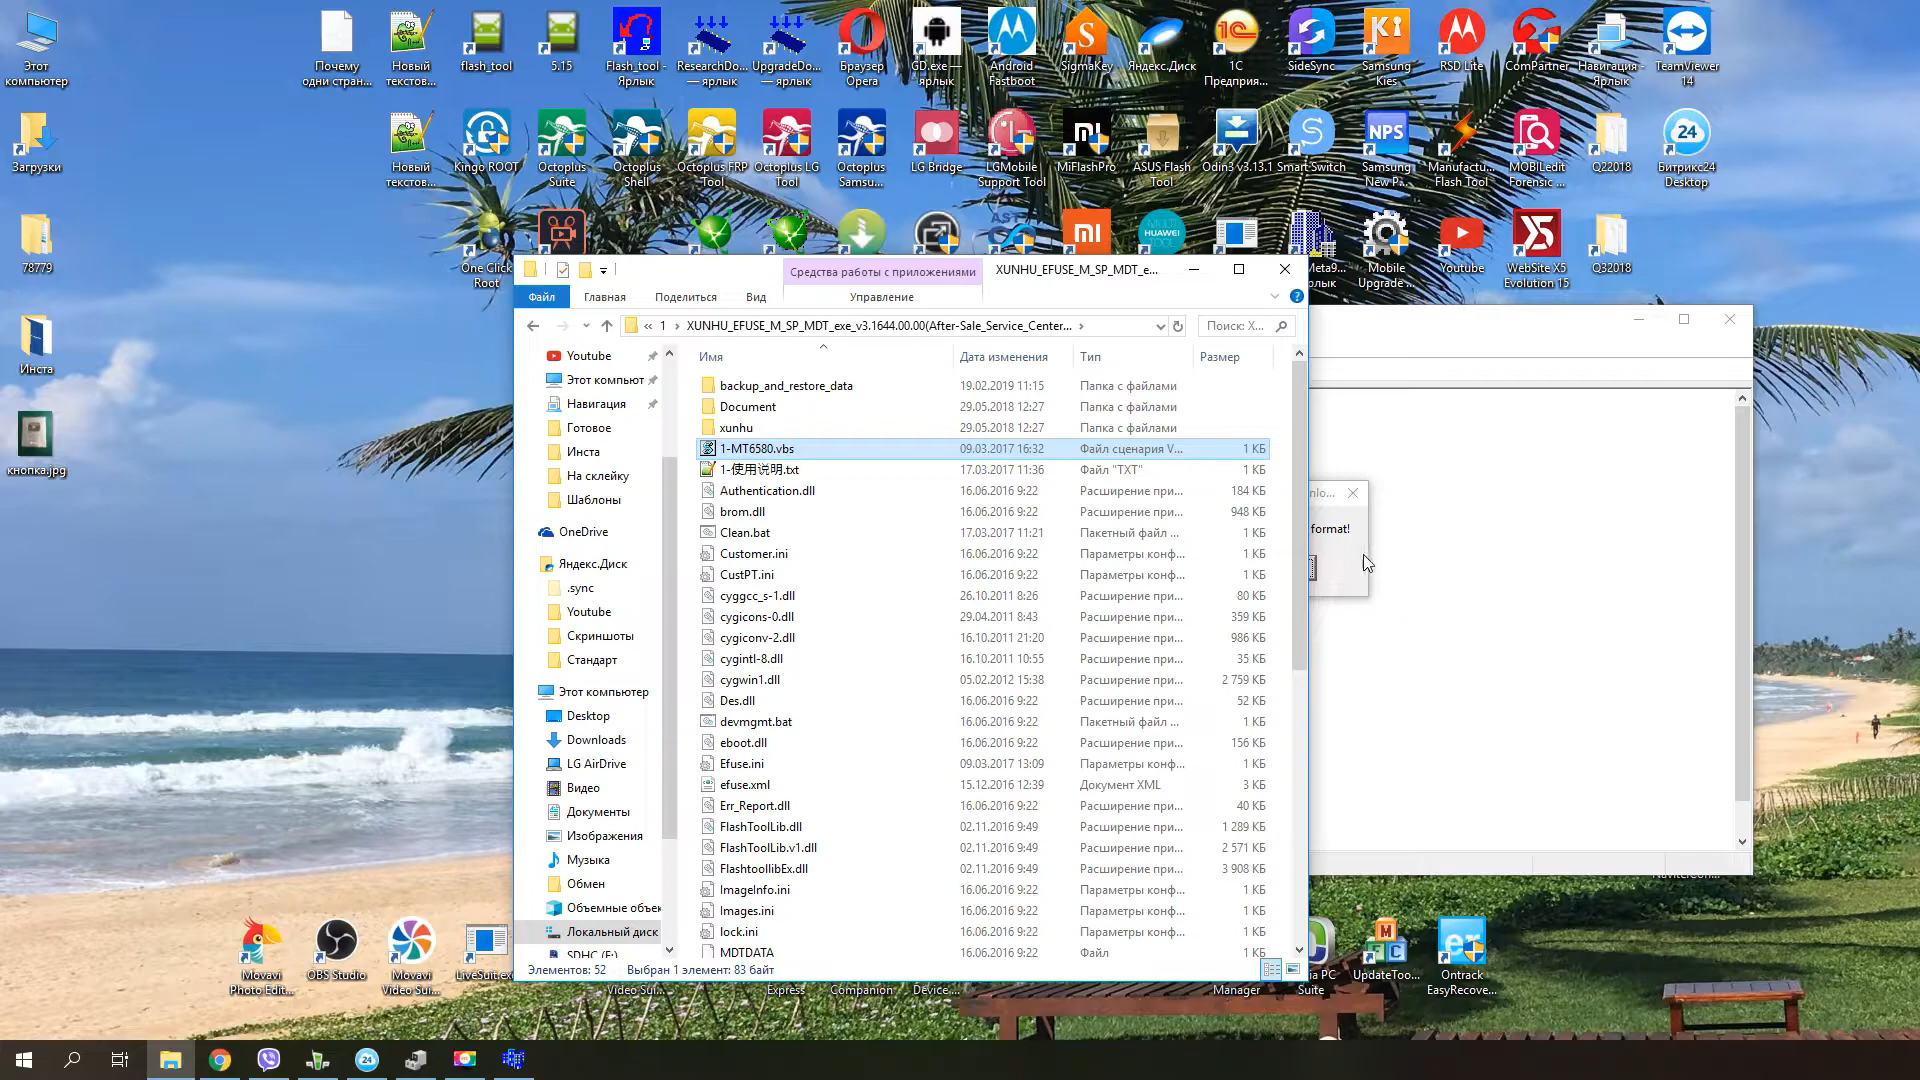 Этот
компьютер
Почему
одни стран...
Новый
текстов...
flash_tool
5.15
Flash_tool -
Ярлык
ResearchDo...
— ярлык
UpgradeDo...
— ярлык
Браузер
Opera
GD.exe —
ярлык
Android
Fastboot
SigmaKey
Яндекс.Диск
1С
Предприя...
SideSync
Samsung
Kies
RSD Lite
ComPartner
Навигация -
Ярлык
TeamViewer
14
Загрузки
Новый
текстов...
Kingo ROOT
Octoplus
Suite
Octoplus
Shell
Octoplus FRP
Tool
Octoplus LG
Tool
Octoplus
Samsu...
LG Bridge
LGMobile
Support Tool
MiFlashPro
ASUS Flash
Tool
Odin3 v3.13.1
Smart Switch
NPS
Samsung
New P...
Manufactu...
Flash Tool
MOBILedit
Forensic ...
Q22018
24
Битрикс24
Desktop
78779
One Click
Root
MULTI
HUAWEI
TOOL
Meta9...
Mobile
Upgrade ...
Youtube
WebSite X5
Evolution 15
Q32018
Инста
кнопка.jpg
Средства работы с приложениями
XUNHU_EFUSE_M_SP_MDT_e...
Файл
Главная
Поделиться
Вид
Управление
« 1 › XUNHU_EFUSE_M_SP_MDT_exe_v3.1644.00.00(After-Sale_Service_Center... ›
Поиск: X...
Youtube
Этот компьют
Навигация
Готовое
Инста
На склейку
Шаблоны
OneDrive
Яндекс.Диск
.sync
Youtube
Скриншоты
Стандарт
Этот компьютер
Desktop
Downloads
LG AirDrive
Видео
Документы
Изображения
Музыка
Обмен
Объемные объек
Локальный диск
SDHC (F:)
Имя Дата изменения Тип Размер
backup_and_restore_data 19.02.2019 11:15 Папка с файлами
Document 29.05.2018 12:27 Папка с файлами
xunhu 29.05.2018 12:27 Папка с файлами
1-MT6580.vbs 09.03.2017 16:32 Файл сценария V... 1 КБ
1-使用说明.txt 17.03.2017 11:36 Файл "TXT" 1 КБ
Authentication.dll 16.06.2016 9:22 Расширение при... 184 КБ
brom.dll 16.06.2016 9:22 Расширение при... 948 КБ
Clean.bat 17.03.2017 11:21 Пакетный файл ... 1 КБ
Customer.ini 16.06.2016 9:22 Параметры конф... 1 КБ
CustPT.ini 16.06.2016 9:22 Параметры конф... 1 КБ
cyggcc_s-1.dll 26.10.2011 8:26 Расширение при... 80 КБ
cygicons-0.dll 29.04.2011 8:43 Расширение при... 359 КБ
cygiconv-2.dll 16.10.2011 21:20 Расширение при... 986 КБ
cygintl-8.dll 16.10.2011 10:55 Расширение при... 35 КБ
cygwin1.dll 05.02.2012 15:38 Расширение при... 2 759 КБ
Des.dll 16.06.2016 9:22 Расширение при... 52 КБ
devmgmt.bat 16.06.2016 9:22 Пакетный файл ... 1 КБ
eboot.dll 16.06.2016 9:22 Расширение при... 156 КБ
Efuse.ini 09.03.2017 13:09 Параметры конф... 1 КБ
efuse.xml 15.12.2016 12:39 Документ XML 3 КБ
Err_Report.dll 16.06.2016 9:22 Расширение при... 40 КБ
FlashToolLib.dll 02.11.2016 9:49 Расширение при... 1 289 КБ
FlashToolLib.v1.dll 02.11.2016 9:49 Расширение при... 2 571 КБ
FlashtoollibEx.dll 02.11.2016 9:49 Расширение при... 3 908 КБ
ImageInfo.ini 16.06.2016 9:22 Параметры конф... 1 КБ
Images.ini 16.06.2016 9:22 Параметры конф... 1 КБ
lock.ini 16.06.2016 9:22 Параметры конф... 1 КБ
MDTDATA 16.06.2016 9:22 Файл 1 КБ
Элементов: 52 Выбран 1 элемент: 83 байт
nlo...
format!
Movavi
Photo Edit...
OBS Studio
Movavi
Video Sui...
LiveSuit.exe
Video Sui...
Express
Companion
Device...
Manager
ia PC
Suite
UpdateToo...
Ontrack
EasyRecove...
24